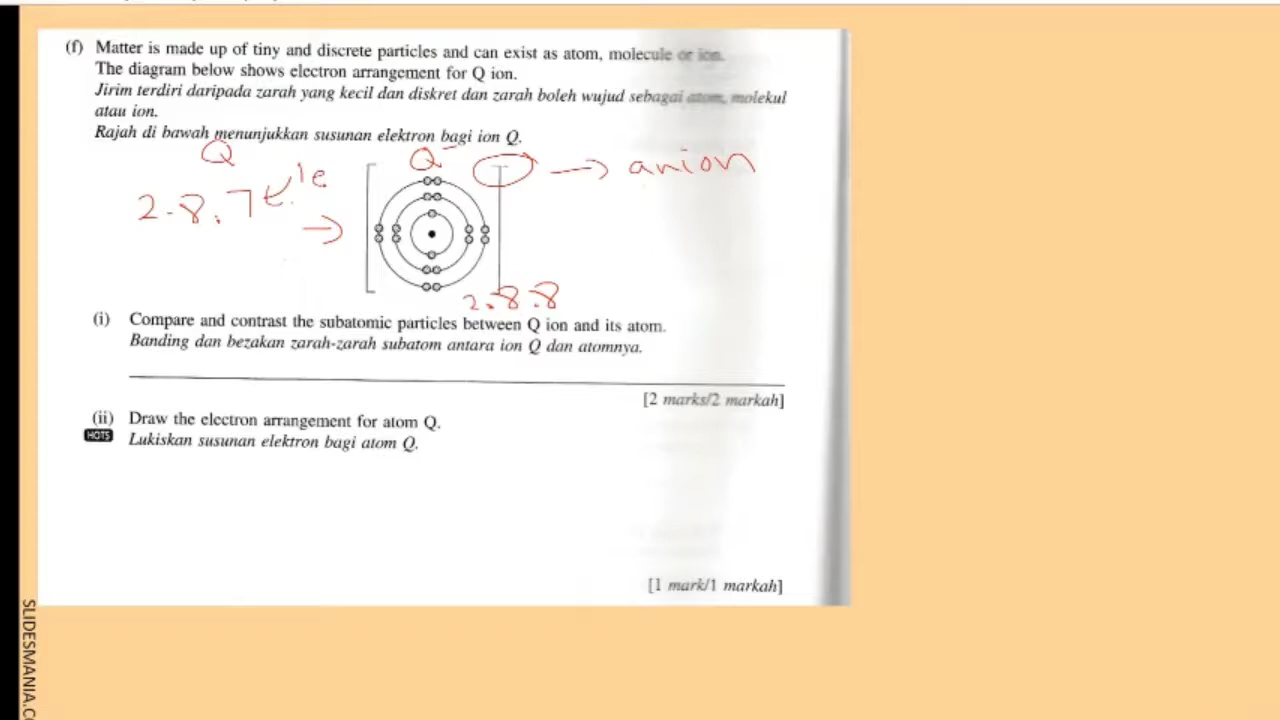 (f) Matter is made up of tiny and discrete particles and can exist as atom, molecule or ion.
The diagram below shows electron arrangement for Q ion.
Jirim terdiri daripada zarah yang kecil dan diskret dan zarah boleh wujud sebagai atom, molekul
atau ion.
Rajah di bawah menunjukkan susunan elektron bagi ion Q.
Q
Q⁻
→ anion
2.8.7 + 1e
→
2.8.8
(i) Compare and contrast the subatomic particles between Q ion and its atom.
Banding dan bezakan zarah-zarah subatom antara ion Q dan atomnya.
[2 marks/2 markah]
(ii) Draw the electron arrangement for atom Q.
HOTS Lukiskan susunan elektron bagi atom Q.
[1 mark/1 markah]